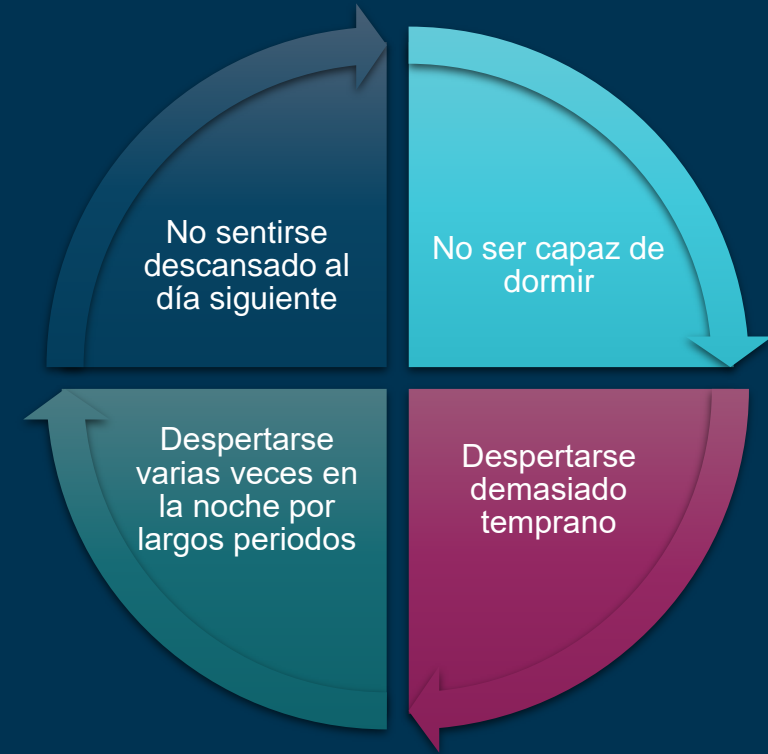 No sentirse
descansado al
día siguiente
No ser capaz de
dormir
Despertarse
varias veces en
la noche por
largos periodos
Despertarse
demasiado
temprano